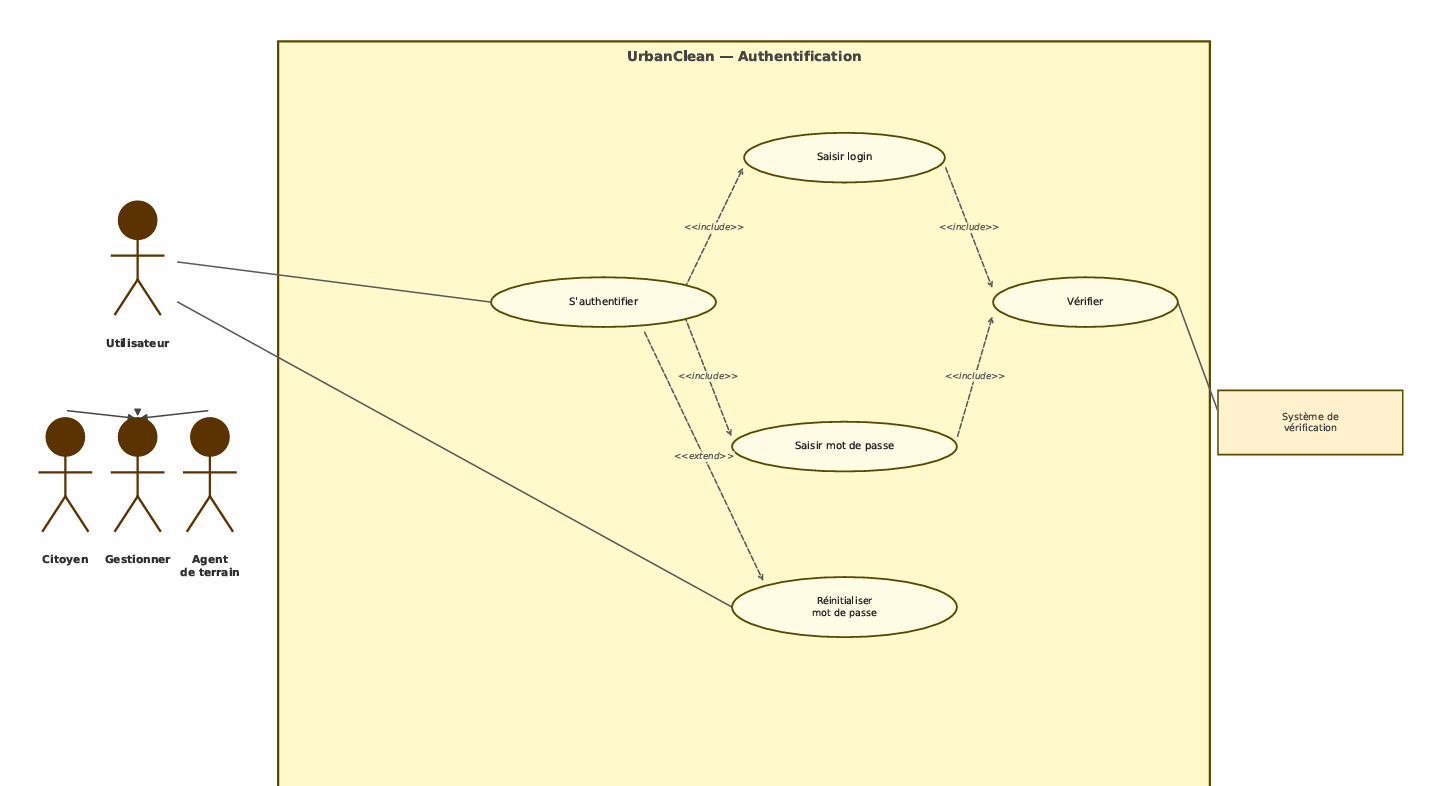 UrbanClean — Authentification
Saisir login
<<include>>
<<include>>
S'authentifier
Vérifier
Utilisateur
<<include>>
<<include>>
Système de
vérification
Saisir mot de passe
<<extend>>
Citoyen
Gestionner
Agent
de terrain
Réinitialiser
mot de passe